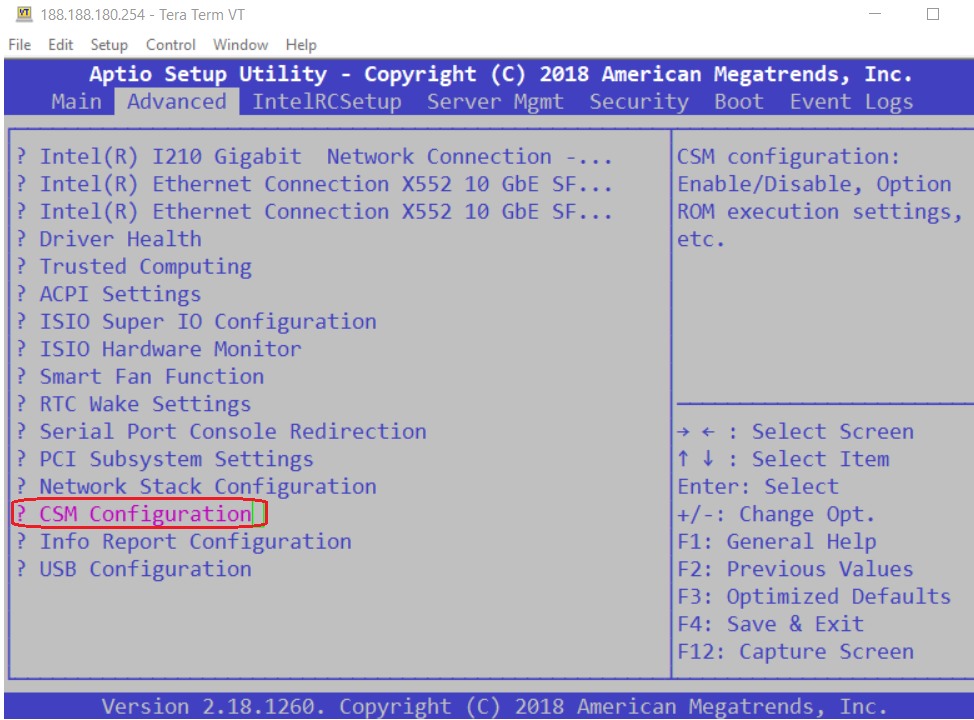 188.188.180.254 - Tera Term VT
File Edit Setup Control Window Help
Aptio Setup Utility - Copyright (C) 2018 American Megatrends, Inc.
Main Advanced IntelRCSetup Server Mgmt Security Boot Event Logs
? Intel(R) I210 Gigabit  Network Connection -...
? Intel(R) Ethernet Connection X552 10 GbE SF...
? Intel(R) Ethernet Connection X552 10 GbE SF...
? Driver Health
? Trusted Computing
? ACPI Settings
? ISIO Super IO Configuration
? ISIO Hardware Monitor
? Smart Fan Function
? RTC Wake Settings
? Serial Port Console Redirection
? PCI Subsystem Settings
? Network Stack Configuration
? CSM Configuration
? Info Report Configuration
? USB Configuration
CSM configuration:
Enable/Disable, Option
ROM execution settings,
etc.
→ ← : Select Screen
↑ ↓ : Select Item
Enter: Select
+/-: Change Opt.
F1: General Help
F2: Previous Values
F3: Optimized Defaults
F4: Save & Exit
F12: Capture Screen
Version 2.18.1260. Copyright (C) 2018 American Megatrends, Inc.